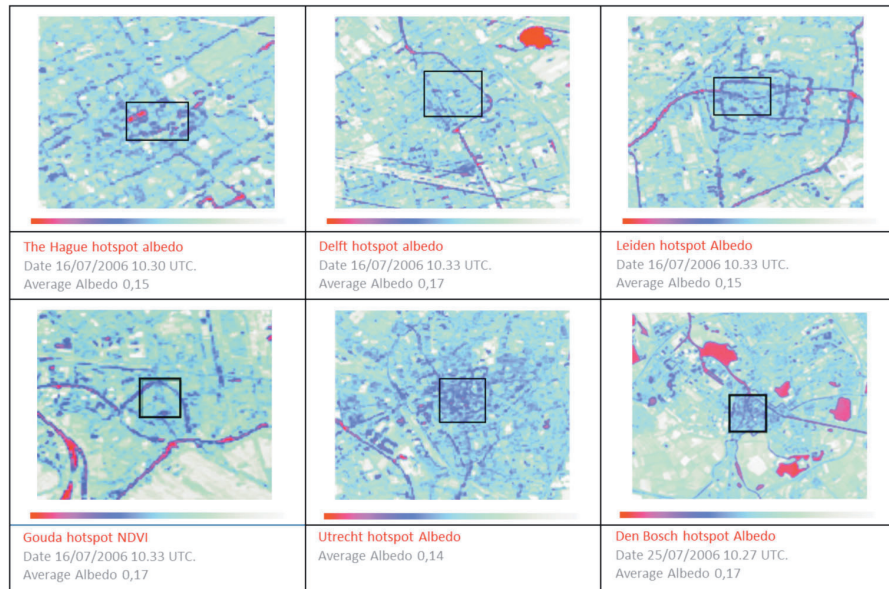 The Hague hotspot albedo
Date 16/07/2006 10.30 UTC.
Average Albedo 0,15
Delft hotspot albedo
Date 16/07/2006 10.33 UTC.
Average Albedo 0,17
Leiden hotspot Albedo
Date 16/07/2006 10.33 UTC.
Average Albedo 0,15
Gouda hotspot NDVI
Date 16/07/2006 10.33 UTC.
Average Albedo 0,17
Utrecht hotspot Albedo
Average Albedo 0,14
Den Bosch hotspot Albedo
Date 25/07/2006 10.27 UTC.
Average Albedo 0,17